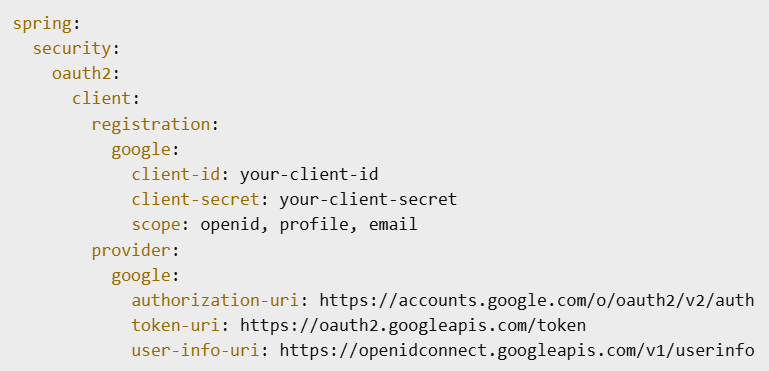 spring:
  security:
    oauth2:
      client:
        registration:
          google:
            client-id: your-client-id
            client-secret: your-client-secret
            scope: openid, profile, email
        provider:
          google:
            authorization-uri: https://accounts.google.com/o/oauth2/v2/auth
            token-uri: https://oauth2.googleapis.com/token
            user-info-uri: https://openidconnect.googleapis.com/v1/userinfo